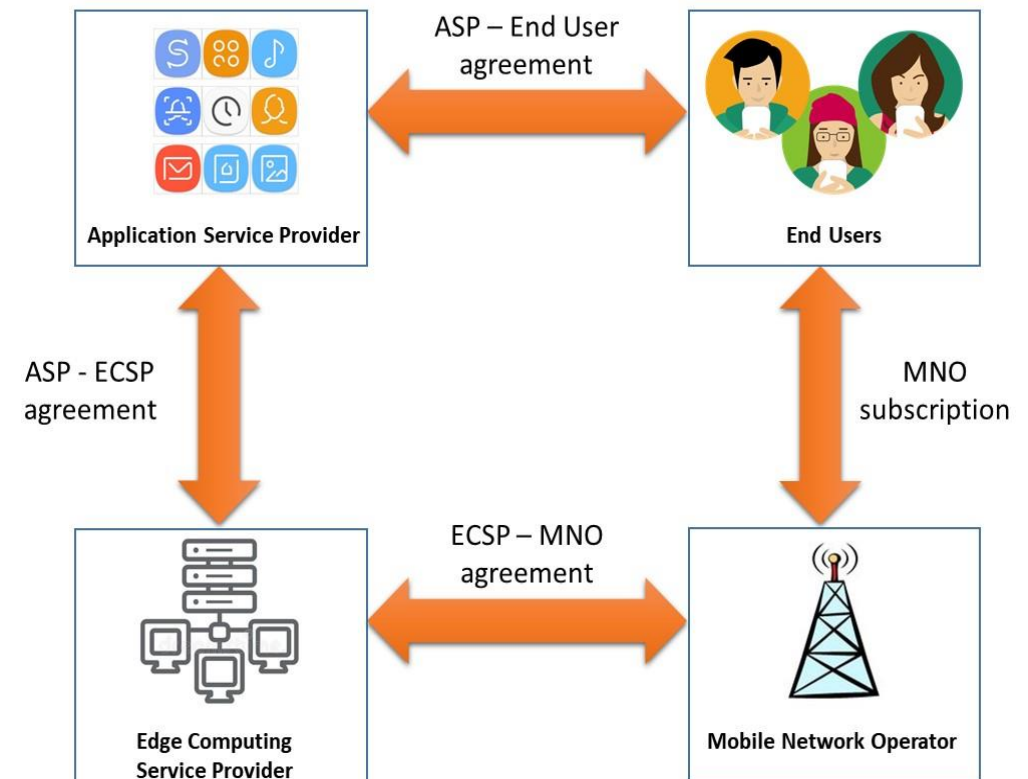 ASP – End User
agreement
Application Service Provider
End Users
ASP - ECSP
agreement
MNO
subscription
ECSP – MNO
agreement
Edge Computing
Service Provider
Mobile Network Operator